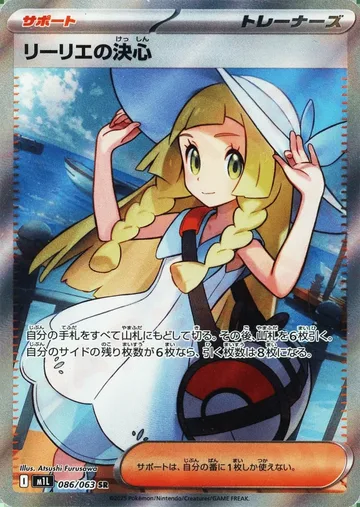 サポート
トレーナーズ
リーリエの決心
自分の手札をすべて山札にもどして切る。その後、山札を6枚引く。
自分のサイドの残り枚数が6枚なら、引く枚数は8枚になる。
Illus. Atsushi Furusawa
サポートは、自分の番に1枚しか使えない。
M1L 086/063 SR
©2025 Pokémon/Nintendo/Creatures/GAME FREAK.